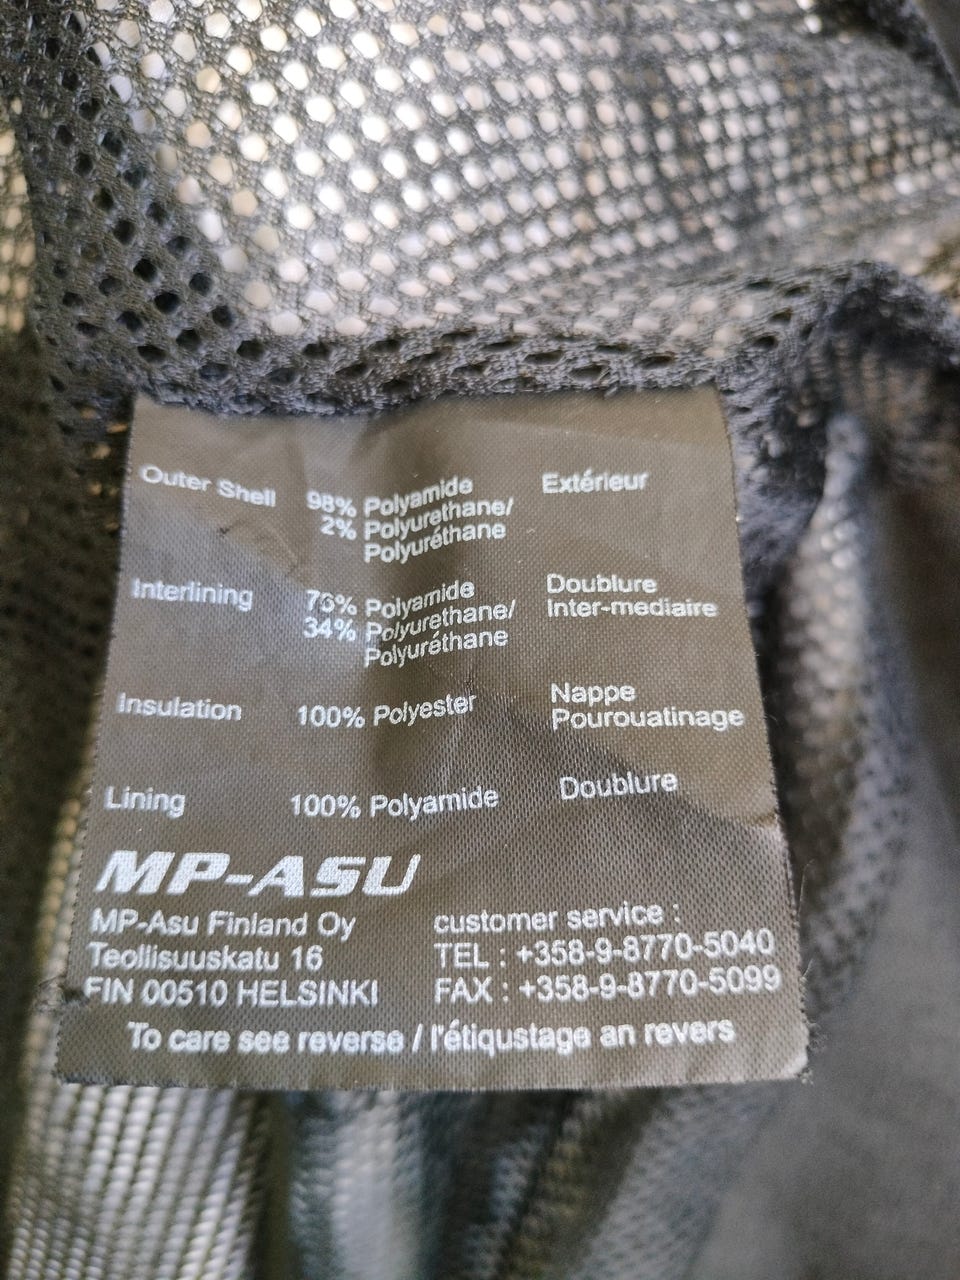 Outer Shell 98% Polyamide Extérieur
2% Polyurethane/
Polyuréthane
Interlining 76% Polyamide Doublure
34% Polyurethane/ Inter-mediaire
Polyuréthane
Insulation 100% Polyester Nappe
Pourouatinage
Lining 100% Polyamide Doublure
MP-ASU
MP-Asu Finland Oy customer service :
Teollisuuskatu 16 TEL : +358-9-8770-5040
FIN 00510 HELSINKI FAX : +358-9-8770-5099
To care see reverse / l'étiqustage an revers